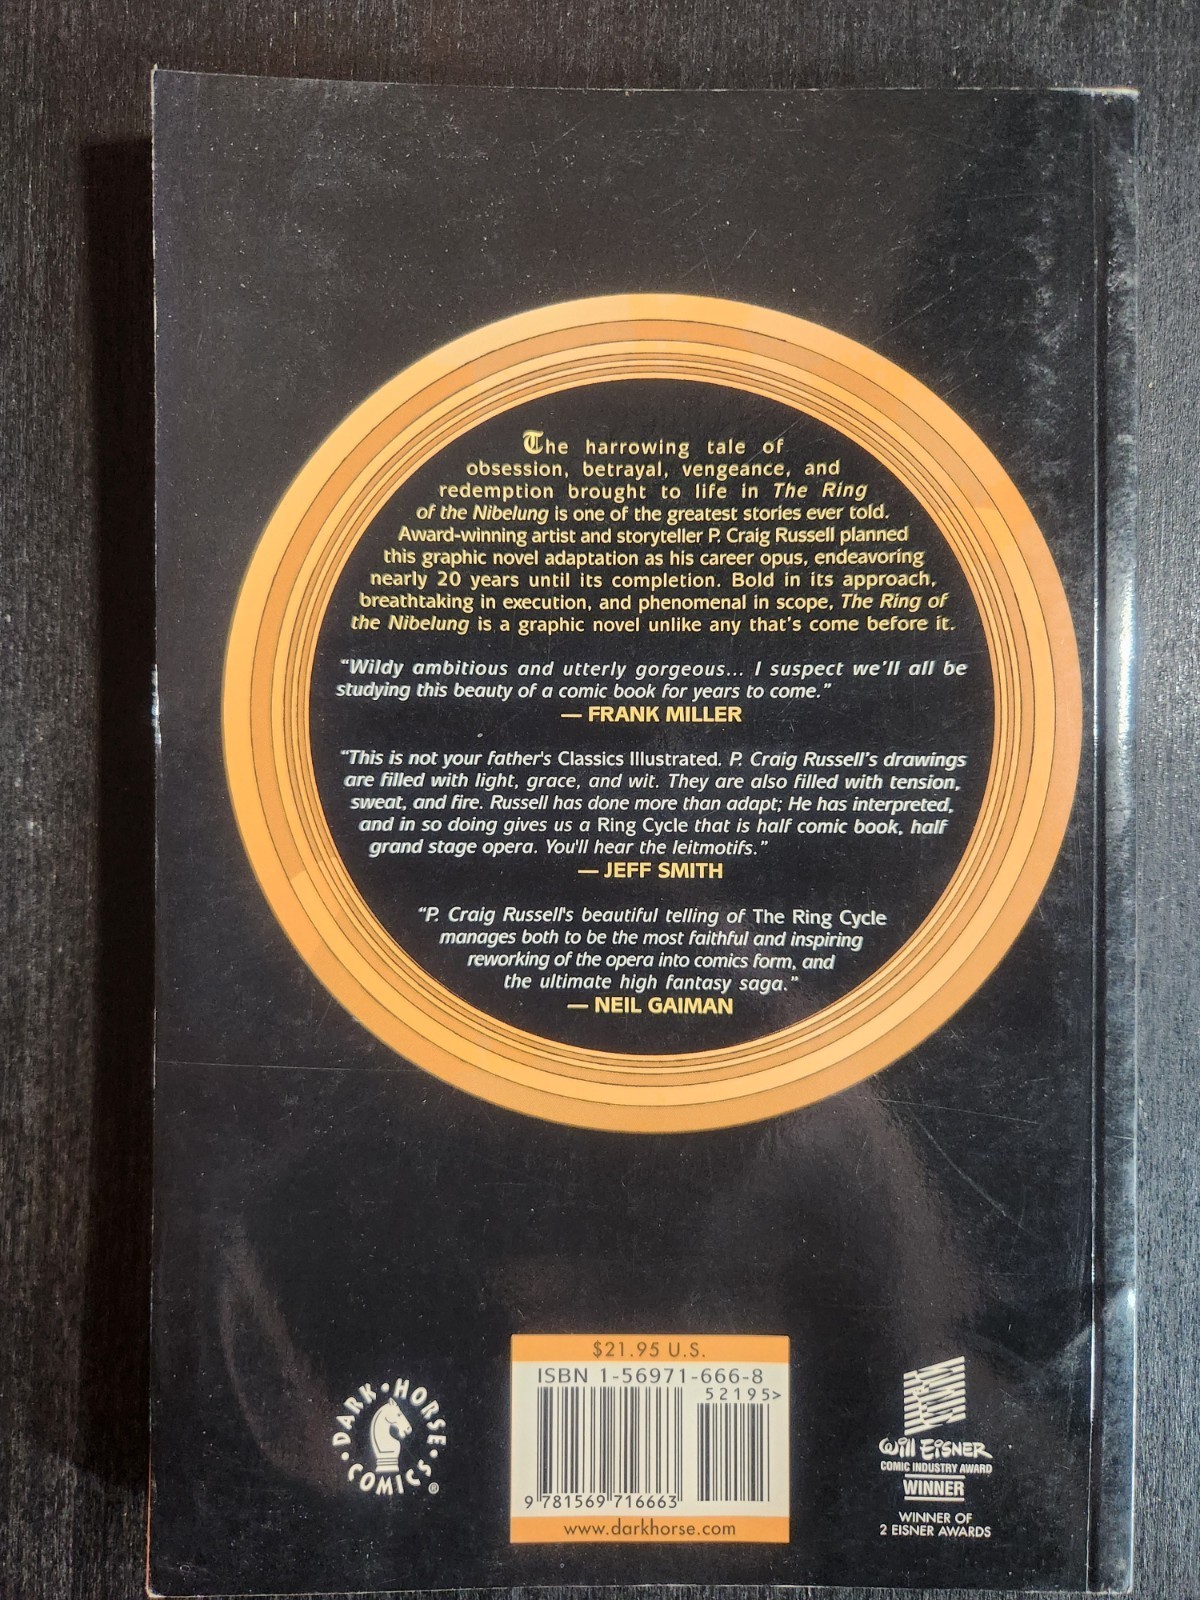 The harrowing tale of
obsession, betrayal, vengeance, and
redemption brought to life in The Ring
of the Nibelung is one of the greatest stories ever told.
Award-winning artist and storyteller P. Craig Russell planned
this graphic novel adaptation as his career opus, endeavoring
nearly 20 years until its completion. Bold in its approach,
breathtaking in execution, and phenomenal in scope, The Ring of
the Nibelung is a graphic novel unlike any that's come before it.
"Wildy ambitious and utterly gorgeous... I suspect we'll all be
studying this beauty of a comic book for years to come."
— FRANK MILLER
"This is not your father's Classics Illustrated. P. Craig Russell's drawings
are filled with light, grace, and wit. They are also filled with tension,
sweat, and fire. Russell has done more than adapt; He has interpreted,
and in so doing gives us a Ring Cycle that is half comic book, half
grand stage opera. You'll hear the leitmotifs."
— JEFF SMITH
"P. Craig Russell's beautiful telling of The Ring Cycle
manages both to be the most faithful and inspiring
reworking of the opera into comics form, and
the ultimate high fantasy saga."
— NEIL GAIMAN
DARK • HORSE • COMICS • ®
$21.95 U.S.
ISBN 1-56971-666-8
52195>
9 781569 716663
www.darkhorse.com
Will EiSNER
COMIC INDUSTRY AWARD
WINNER
WINNER OF
2 EISNER AWARDS